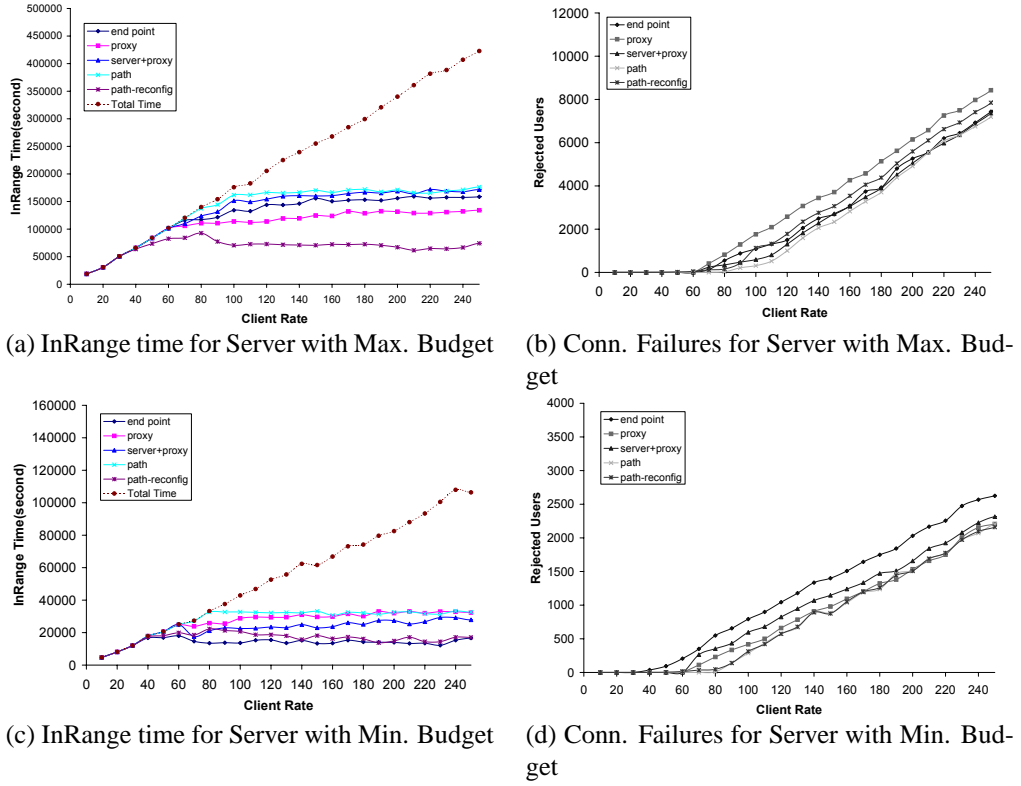 500000
450000
400000
350000
300000
250000
200000
150000
100000
50000
0
InRange Time(second)
end point
proxy
server+proxy
path
path-reconfig
Total Time
0 20 40 60 80 100 120 140 160 180 200 220 240
Client Rate
(a) InRange time for Server with Max. Budget
12000
10000
8000
6000
4000
2000
0
Rejected Users
end point
proxy
server+proxy
path
path-reconfig
0 20 40 60 80 100 120 140 160 180 200 220 240
Client Rate
(b) Conn. Failures for Server with Max. Bud-
get
160000
140000
120000
100000
80000
60000
40000
20000
0
InRange Time(second)
end point
proxy
server+proxy
path
path-reconfig
Total Time
0 20 40 60 80 100 120 140 160 180 200 220 240
Client Rate
(c) InRange time for Server with Min. Budget
4000
3500
3000
2500
2000
1500
1000
500
0
Rejected Users
end point
proxy
server+proxy
path
path-reconfig
0 20 40 60 80 100 120 140 160 180 200 220 240
Client Rate
(d) Conn. Failures for Server with Min. Bud-
get